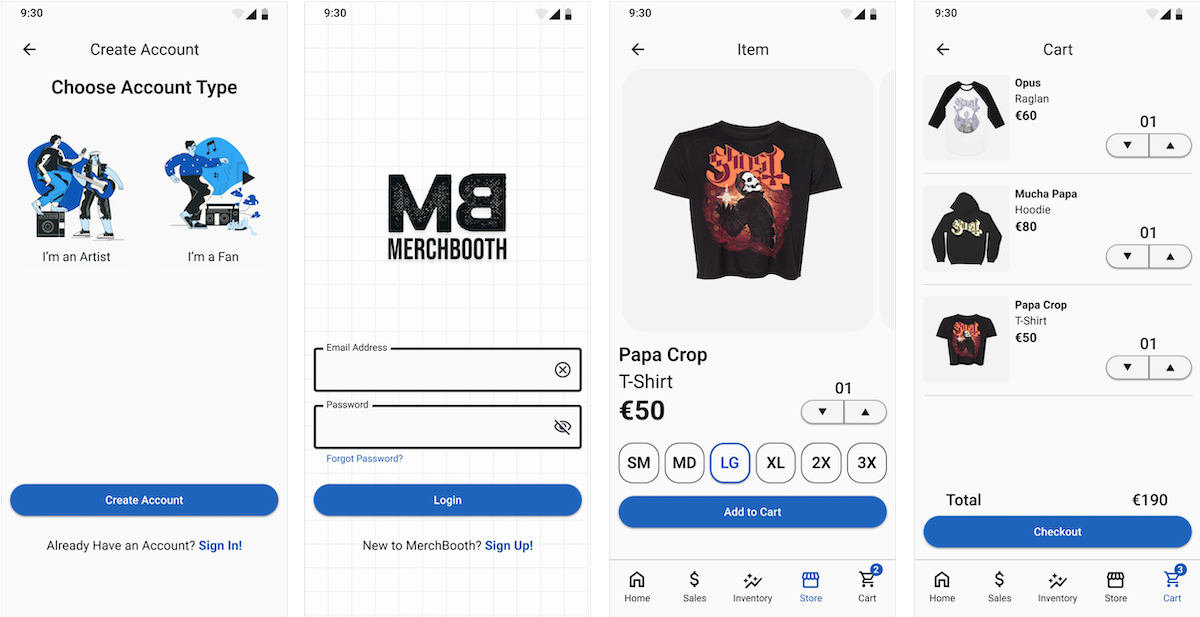 9:30
Create Account
Choose Account Type
I'm an Artist
I'm a Fan
Create Account
Already Have an Account? Sign In!
9:30
MB
MERCHBOOTH
Email Address
Password
Forgot Password?
Login
New to MerchBooth? Sign Up!
9:30
Item
Ghost
Papa Crop
T-Shirt
€50
01
SM MD LG XL 2X 3X
Add to Cart
2
Home Sales Inventory Store Cart
9:30
Cart
Ghost
Opus
Raglan
€60
01
Ghost
Mucha Papa
Hoodie
€80
01
Ghost
Papa Crop
T-Shirt
€50
01
Total €190
Checkout
3
Home Sales Inventory Store Cart